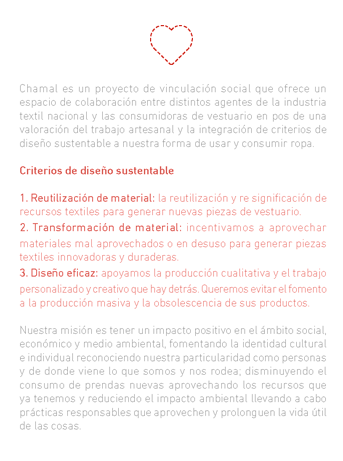 Chamal es un proyecto de vinculación social que ofrece un
espacio de colaboración entre distintos agentes de la industria
textil nacional y las consumidoras de vestuario en pos de una
valoración del trabajo artesanal y la integración de criterios de
diseño sustentable a nuestra forma de usar y consumir ropa.
Criterios de diseño sustentable
1. Reutilización de material: la reutilización y re significación de
recursos textiles para generar nuevas piezas de vestuario.
2. Transformación de material: incentivamos a aprovechar
materiales mal aprovechados o en desuso para generar piezas
textiles innovadoras y duraderas.
3. Diseño eficaz: apoyamos la producción cualitativa y el trabajo
personalizado y creativo que hay detrás. Queremos evitar el fomento
a la producción masiva y la obsolescencia de sus productos.
Nuestra misión es tener un impacto positivo en el ámbito social,
económico y medio ambiental, fomentando la identidad cultural
e individual reconociendo nuestra particularidad como personas
y de donde viene lo que somos y nos rodea; disminuyendo el
consumo de prendas nuevas aprovechando los recursos que
ya tenemos y reduciendo el impacto ambiental llevando a cabo
prácticas responsables que aprovechen y prolonguen la vida útil
de las cosas.